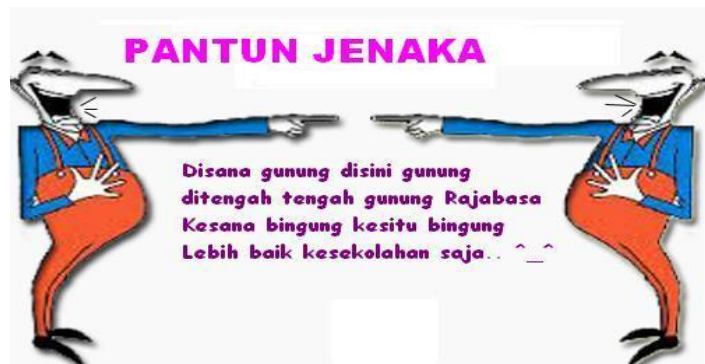 PANTUN JENAKA
Disana gunung disini gunung
ditengah tengah gunung Rajabasa
Kesana bingung kesitu bingung
Lebih baik kesekolahan saja.. ^_^